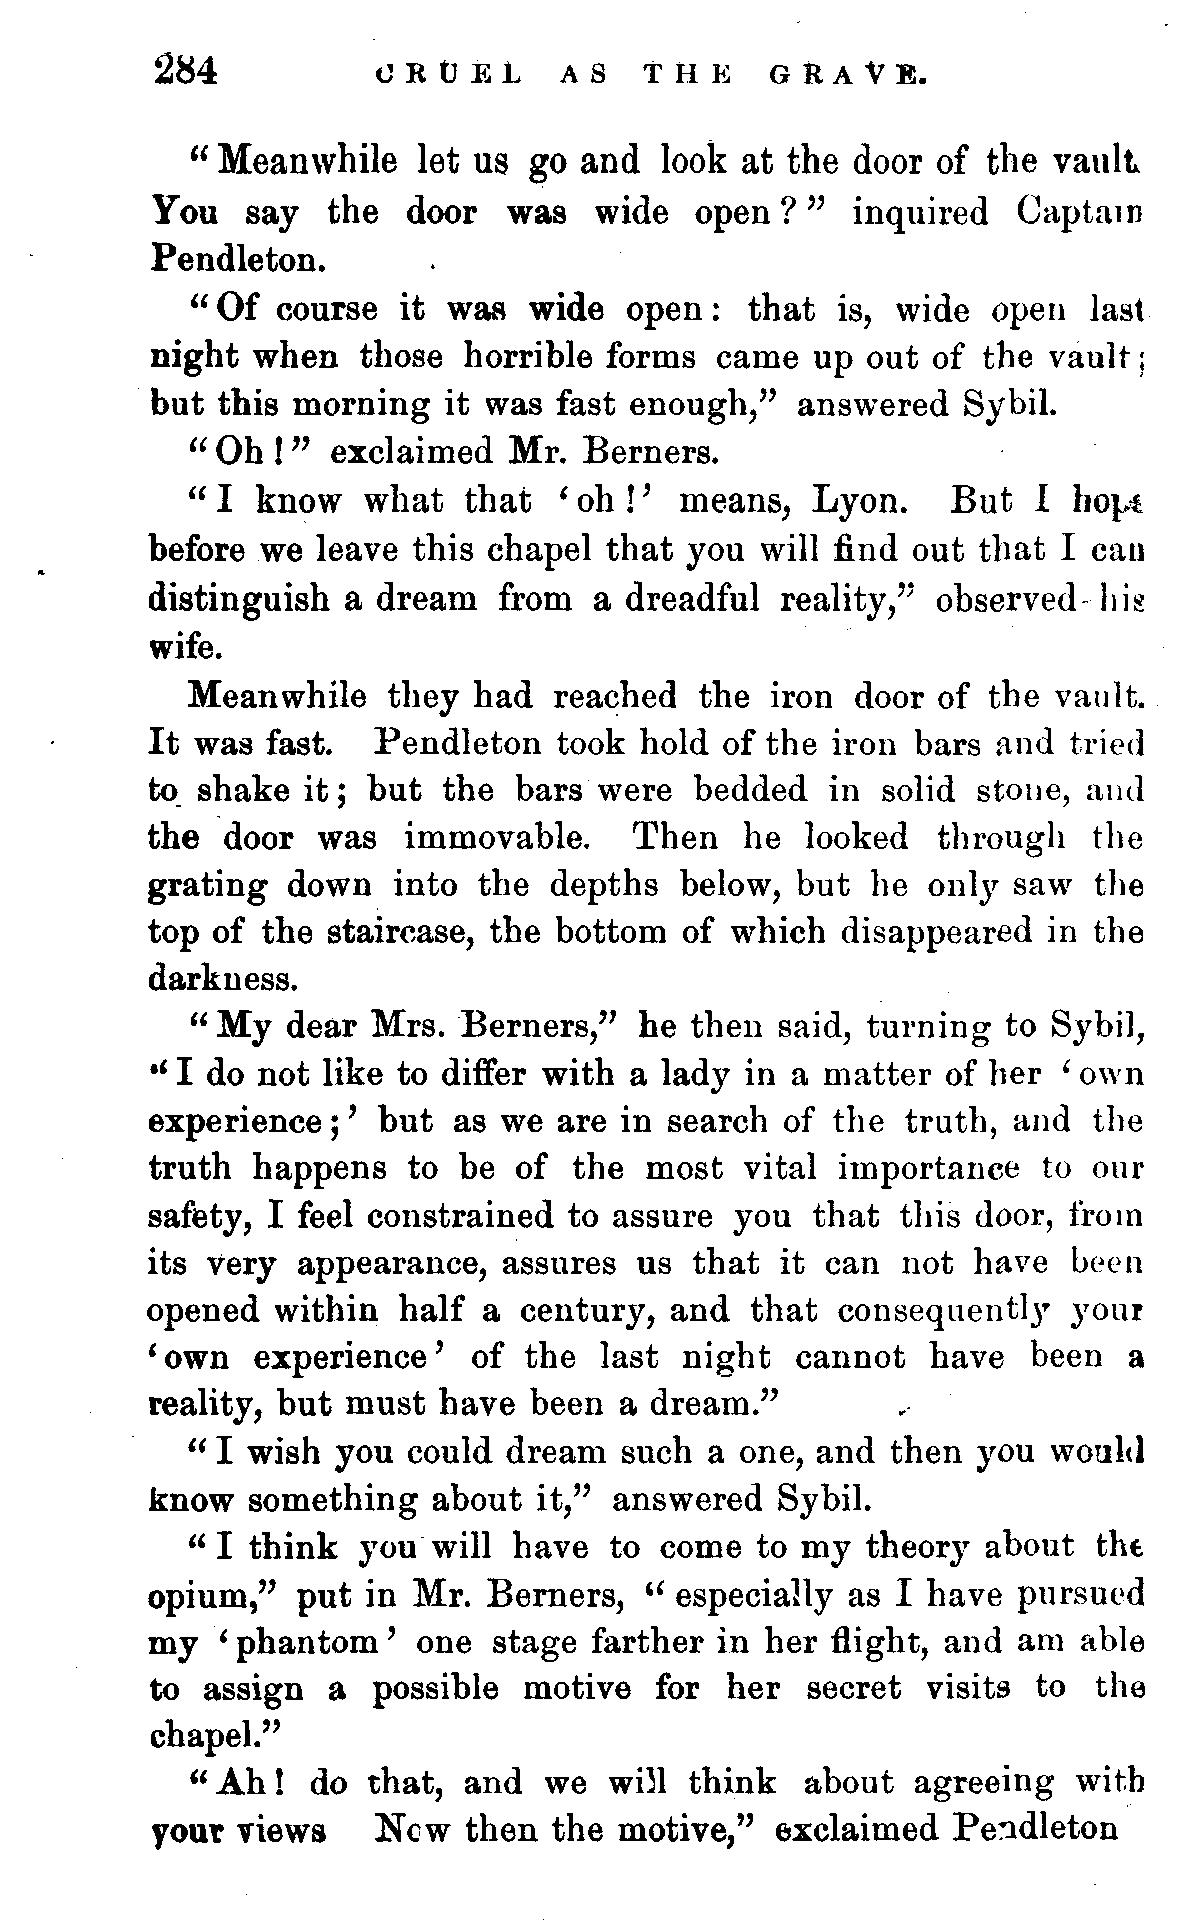 284 CRUEL AS THE GRAVE.
“Meanwhile let us go and look at the door of the vault.
You say the door was wide open?” inquired Captain
Pendleton.
“Of course it was wide open: that is, wide open last
night when those horrible forms came up out of the vault;
but this morning it was fast enough,” answered Sybil.
“Oh!” exclaimed Mr. Berners.
“I know what that ‘oh!’ means, Lyon. But I hope
before we leave this chapel that you will find out that I can
distinguish a dream from a dreadful reality,” observed his
wife.
Meanwhile they had reached the iron door of the vault.
It was fast. Pendleton took hold of the iron bars and tried
to shake it; but the bars were bedded in solid stone, and
the door was immovable. Then he looked through the
grating down into the depths below, but he only saw the
top of the staircase, the bottom of which disappeared in the
darkness.
“My dear Mrs. Berners,” he then said, turning to Sybil,
“I do not like to differ with a lady in a matter of her ‘own
experience;’ but as we are in search of the truth, and the
truth happens to be of the most vital importance to our
safety, I feel constrained to assure you that this door, from
its very appearance, assures us that it can not have been
opened within half a century, and that consequently your
‘own experience’ of the last night cannot have been a
reality, but must have been a dream.”
“I wish you could dream such a one, and then you would
know something about it,” answered Sybil.
“I think you will have to come to my theory about the
opium,” put in Mr. Berners, “especially as I have pursued
my ‘phantom’ one stage farther in her flight, and am able
to assign a possible motive for her secret visits to the
chapel.”
“Ah! do that, and we will think about agreeing with
your views Now then the motive,” exclaimed Pendleton